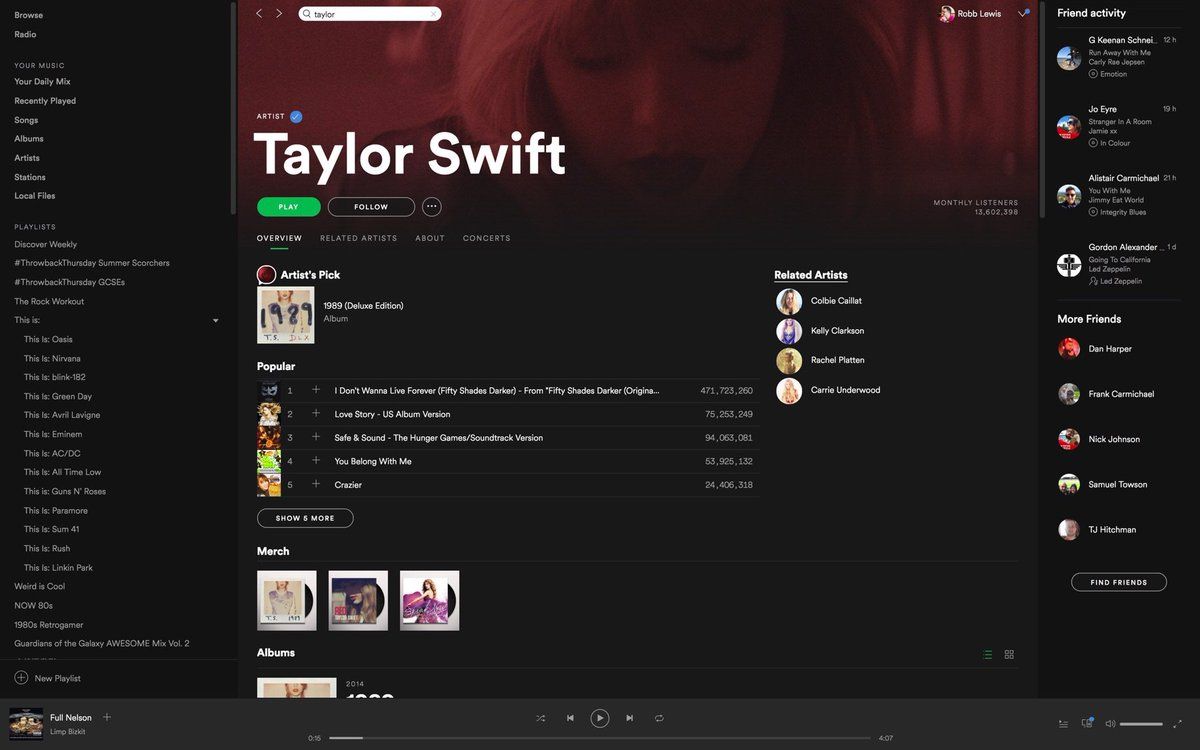 Browse
Radio
YOUR MUSIC
Your Daily Mix
Recently Played
Songs
Albums
Artists
Stations
Local Files
PLAYLISTS
Discover Weekly
#ThrowbackThursday Summer Scorchers
#ThrowbackThursday GCSEs
The Rock Workout
This is:
This Is: Oasis
This Is: Nirvana
This Is: blink-182
This Is: Green Day
This Is: Avril Lavigne
This Is: Eminem
This Is: AC/DC
This Is: All Time Low
This is: Guns N' Roses
This Is: Paramore
This Is: Sum 41
This Is: Rush
This Is: Linkin Park
Weird is Cool
NOW 80s
1980s Retrogamer
Guardians of the Galaxy AWESOME Mix Vol. 2
New Playlist
taylor
Robb Lewis
ARTIST
Taylor Swift
PLAY
FOLLOW
MONTHLY LISTENERS
13,602,398
OVERVIEW RELATED ARTISTS ABOUT CONCERTS
Artist's Pick
1989
T.S. DLX
1989 (Deluxe Edition)
Album
Related Artists
Colbie Caillat
Kelly Clarkson
Rachel Platten
Carrie Underwood
Popular
1 I Don't Wanna Live Forever (Fifty Shades Darker) - From "Fifty Shades Darker (Origina... 471,723,260
2 Love Story - US Album Version 75,253,249
3 Safe & Sound - The Hunger Games/Soundtrack Version 94,063,081
4 You Belong With Me 53,925,132
5 Crazier 24,406,318
SHOW 5 MORE
Merch
T.S. 1989
RED
Albums
2014
1989
Friend activity
G Keenan Schnei... 12 h
Run Away With Me
Carly Rae Jepsen
Emotion
Jo Eyre 19 h
Stranger In A Room
Jamie xx
In Colour
Alistair Carmichael 21 h
You With Me
Jimmy Eat World
Integrity Blues
Gordon Alexander ... 1 d
Going To California
Led Zeppelin
Led Zeppelin
More Friends
Dan Harper
Frank Carmichael
Nick Johnson
Samuel Towson
TJ Hitchman
FIND FRIENDS
Full Nelson
Limp Bizkit
0:15
4:07